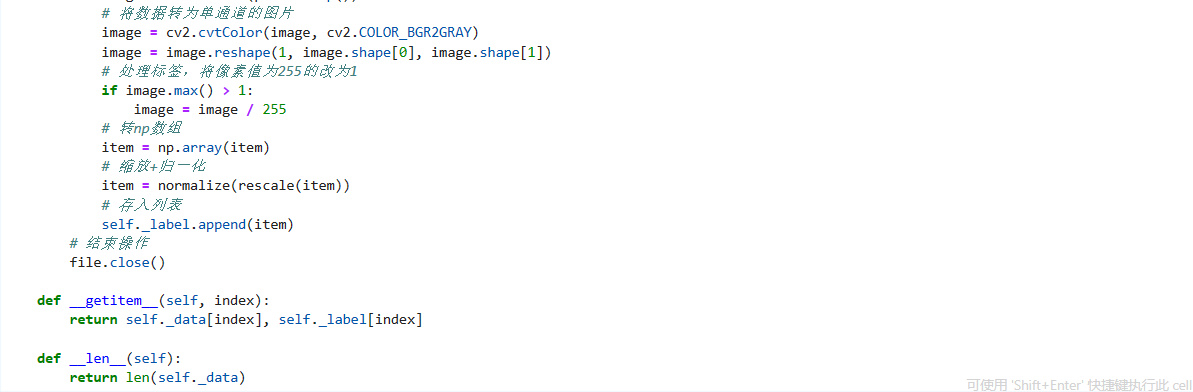 # 将数据转为单通道的图片
image = cv2.cvtColor(image, cv2.COLOR_BGR2GRAY)
image = image.reshape(1, image.shape[0], image.shape[1])
# 处理标签，将像素值为255的改为1
if image.max() > 1:
image = image / 255
# 转np数组
item = np.array(item)
# 缩放+归一化
item = normalize(rescale(item))
# 存入列表
self._label.append(item)
# 结束操作
file.close()
def __getitem__(self, index):
return self._data[index], self._label[index]
def __len__(self):
return len(self._data)
可使用 'Shift+Enter' 快捷键执行此 cell